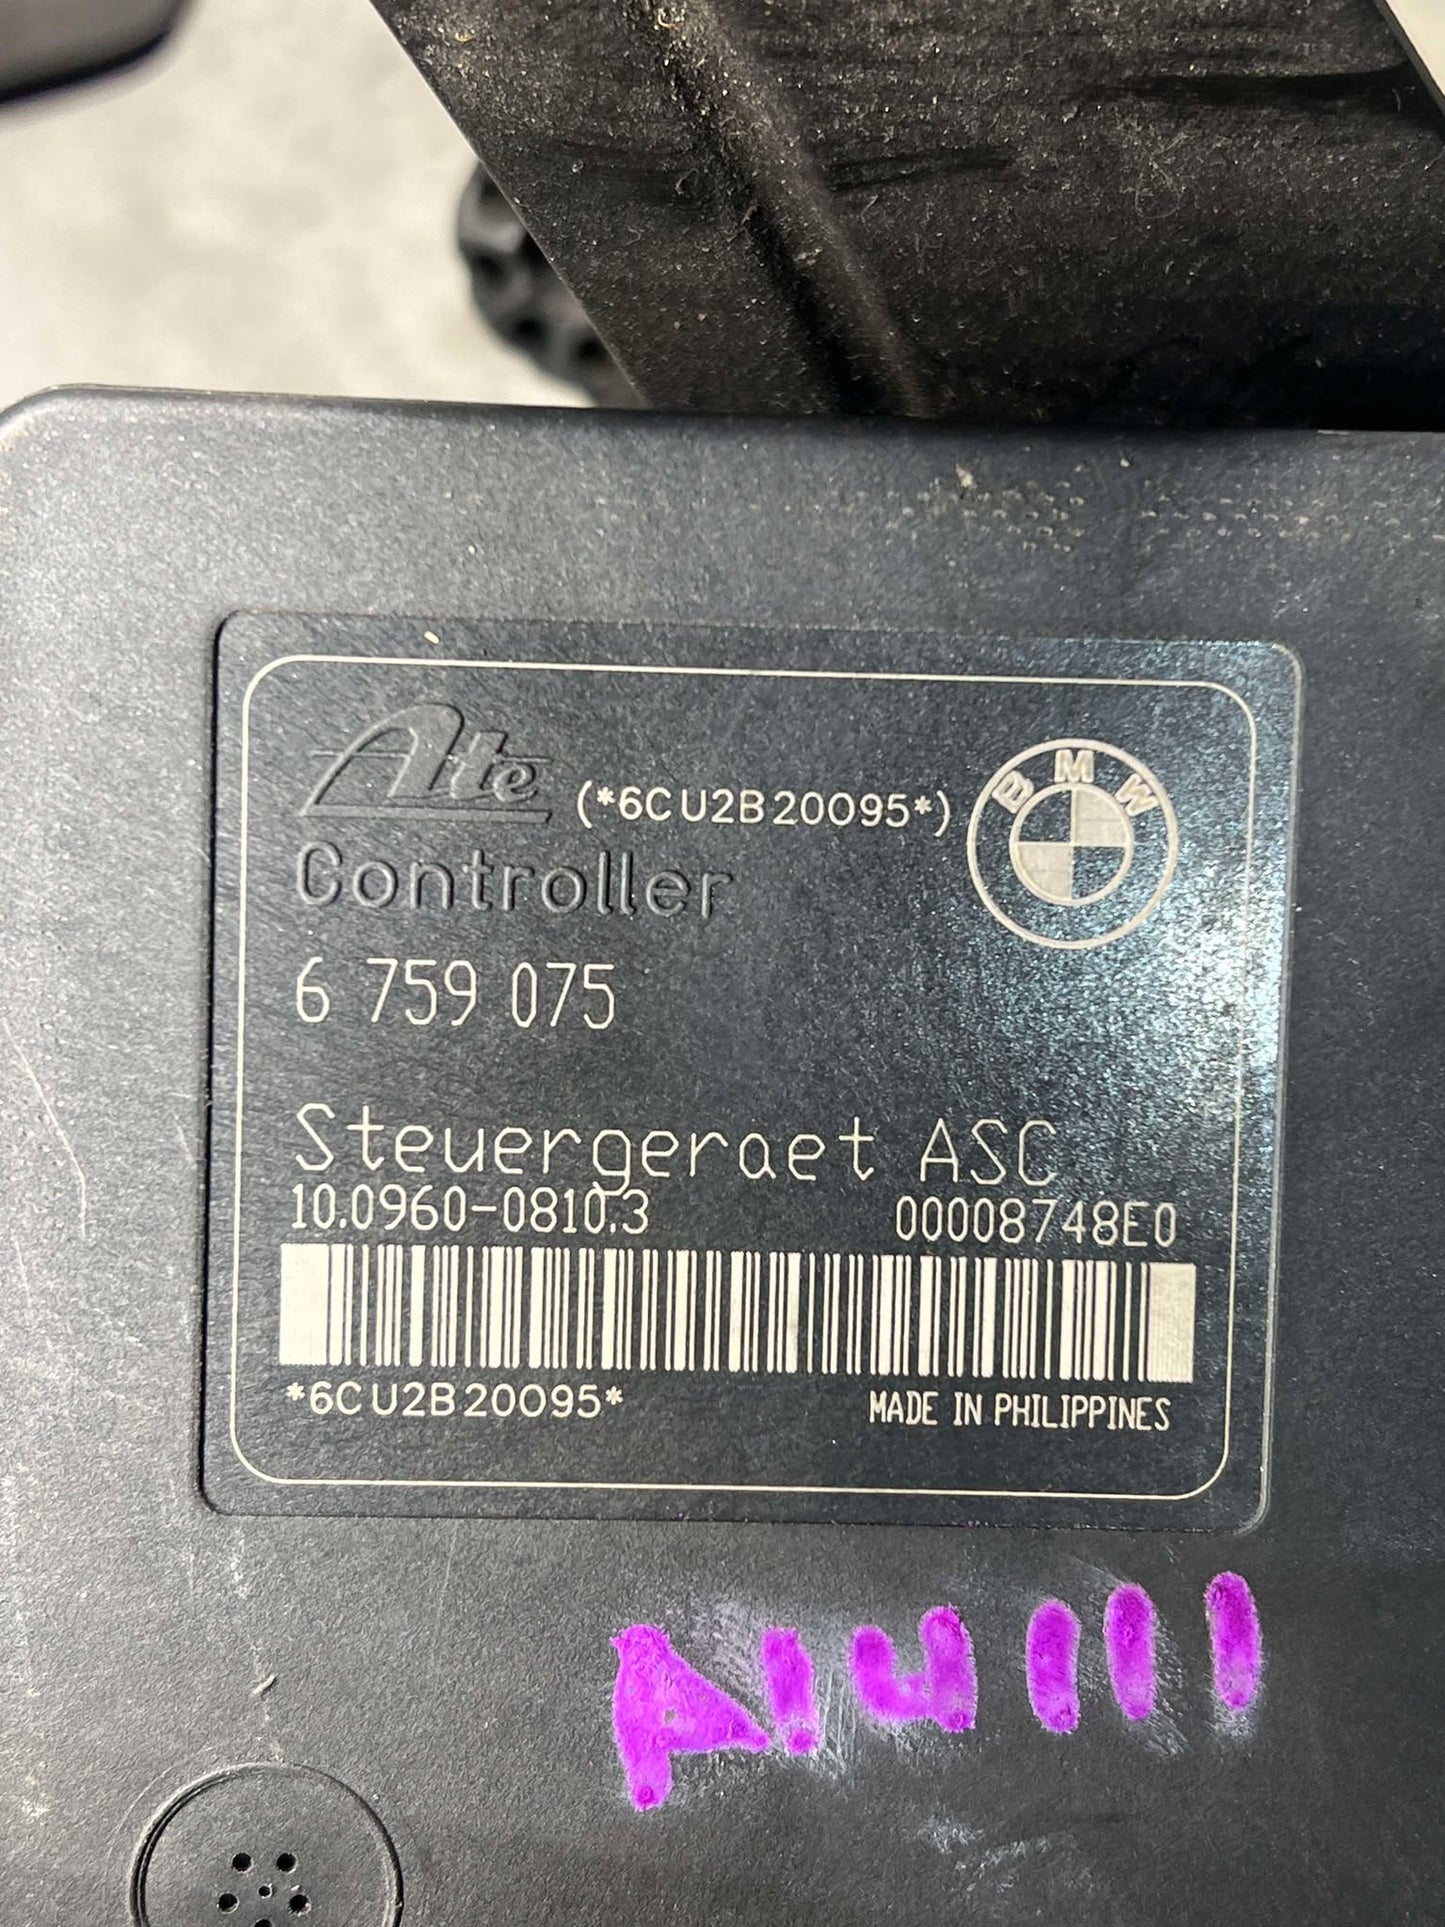 Ate (*6CU2B20095*) BMW
Controller
6 759 075
Steuergeraet ASC
10.0960-0810.3 00008748E0
*6CU2B20095* MADE IN PHILIPPINES
A14111